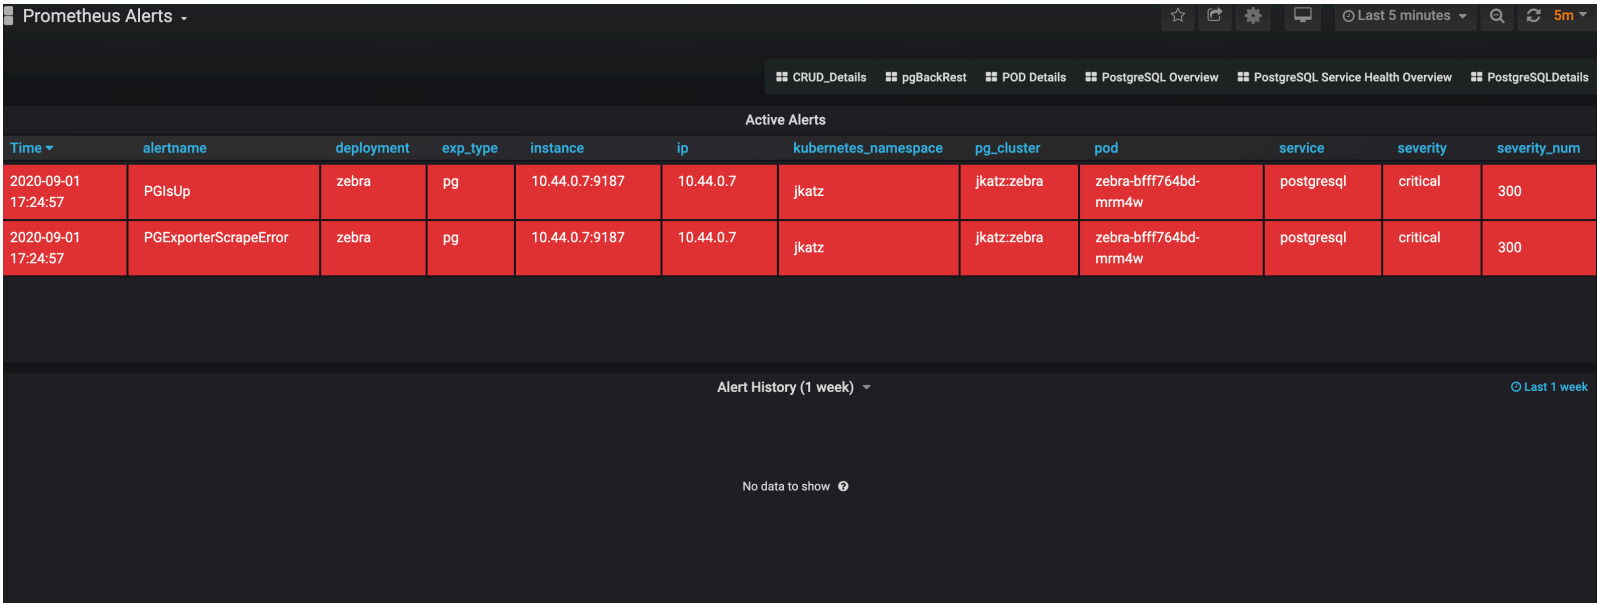 Prometheus Alerts
Last 5 minutes
5m
CRUD_Details pgBackRest POD Details PostgreSQL Overview PostgreSQL Service Health Overview PostgreSQLDetails
Active Alerts
Time alertname deployment exp_type instance ip kubernetes_namespace pg_cluster pod service severity severity_num
2020-09-01 17:24:57 PGIsUp zebra pg 10.44.0.7:9187 10.44.0.7 jkatz jkatz:zebra zebra-bfff764bd-mrm4w postgresql critical 300
2020-09-01 17:24:57 PGExporterScrapeError zebra pg 10.44.0.7:9187 10.44.0.7 jkatz jkatz:zebra zebra-bfff764bd-mrm4w postgresql critical 300
Alert History (1 week)
Last 1 week
No data to show